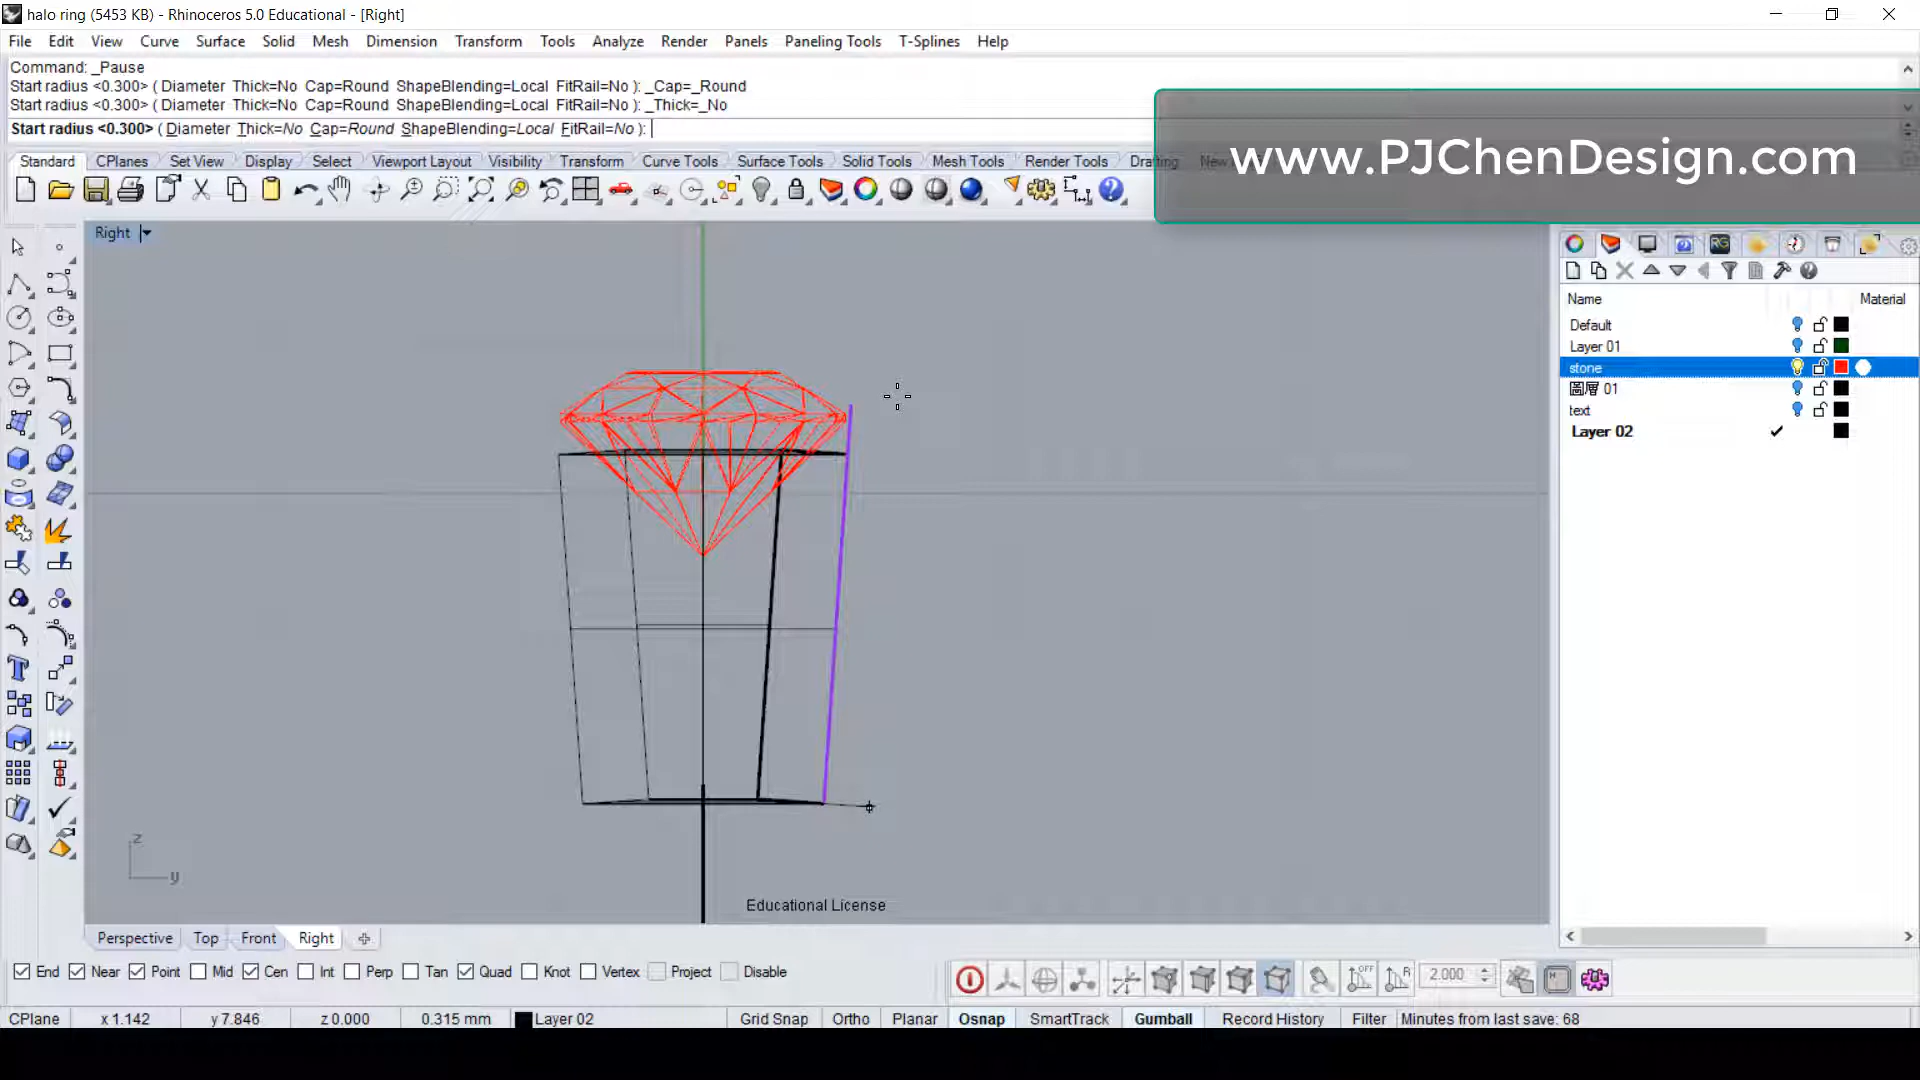 halo ring (5453 KB) - Rhinoceros 5.0 Educational - [Right]
File Edit View Curve Surface Solid Mesh Dimension Transform Tools Analyze Render Panels Paneling Tools T-Splines Help
Command: _Pause
Start radius <0.300> ( Diameter Thick=No Cap=Round ShapeBlending=Local FitRail=No ): _Cap=_Round
Start radius <0.300> ( Diameter Thick=No Cap=Round ShapeBlending=Local FitRail=No ): _Thick=_No
Start radius <0.300> ( Diameter Thick=No Cap=Round ShapeBlending=Local FitRail=No ):
www.PJChenDesign.com
Standard CPlanes Set View Display Select Viewport Layout Visibility Transform Curve Tools Surface Tools Solid Tools Mesh Tools Render Tools
Right
Name Material
Default
Layer 01
stone
圖層 01
text
Layer 02
z
y
Educational License
Perspective Top Front Right
End Near Point Mid Cen Int Perp Tan Quad Knot Vertex Project Disable
2.000
CPlane x 1.142 y 7.846 z 0.000 0.315 mm Layer 02 Grid Snap Ortho Planar Osnap SmartTrack Gumball Record History Filter Minutes from last save: 68